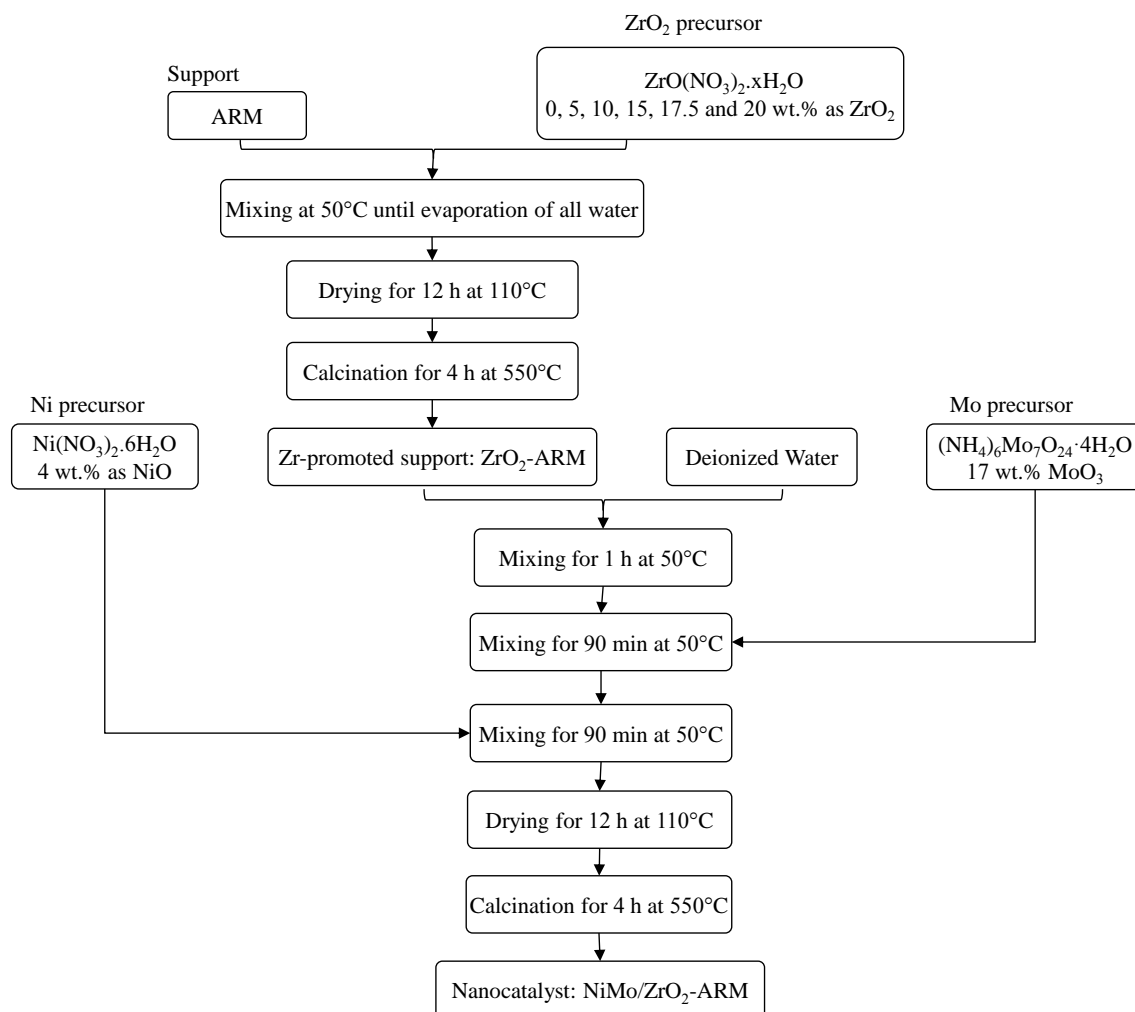 ZrO₂ precursor
Support
ZrO(NO₃)₂.xH₂O
0, 5, 10, 15, 17.5 and 20 wt.% as ZrO₂
ARM
Mixing at 50°C until evaporation of all water
Drying for 12 h at 110°C
Calcination for 4 h at 550°C
Ni precursor
Mo precursor
Ni(NO₃)₂.6H₂O
4 wt.% as NiO
Zr-promoted support: ZrO₂-ARM
Deionized Water
(NH₄)₆Mo₇O₂₄·4H₂O
17 wt.% MoO₃
Mixing for 1 h at 50°C
Mixing for 90 min at 50°C
Mixing for 90 min at 50°C
Drying for 12 h at 110°C
Calcination for 4 h at 550°C
Nanocatalyst: NiMo/ZrO₂-ARM